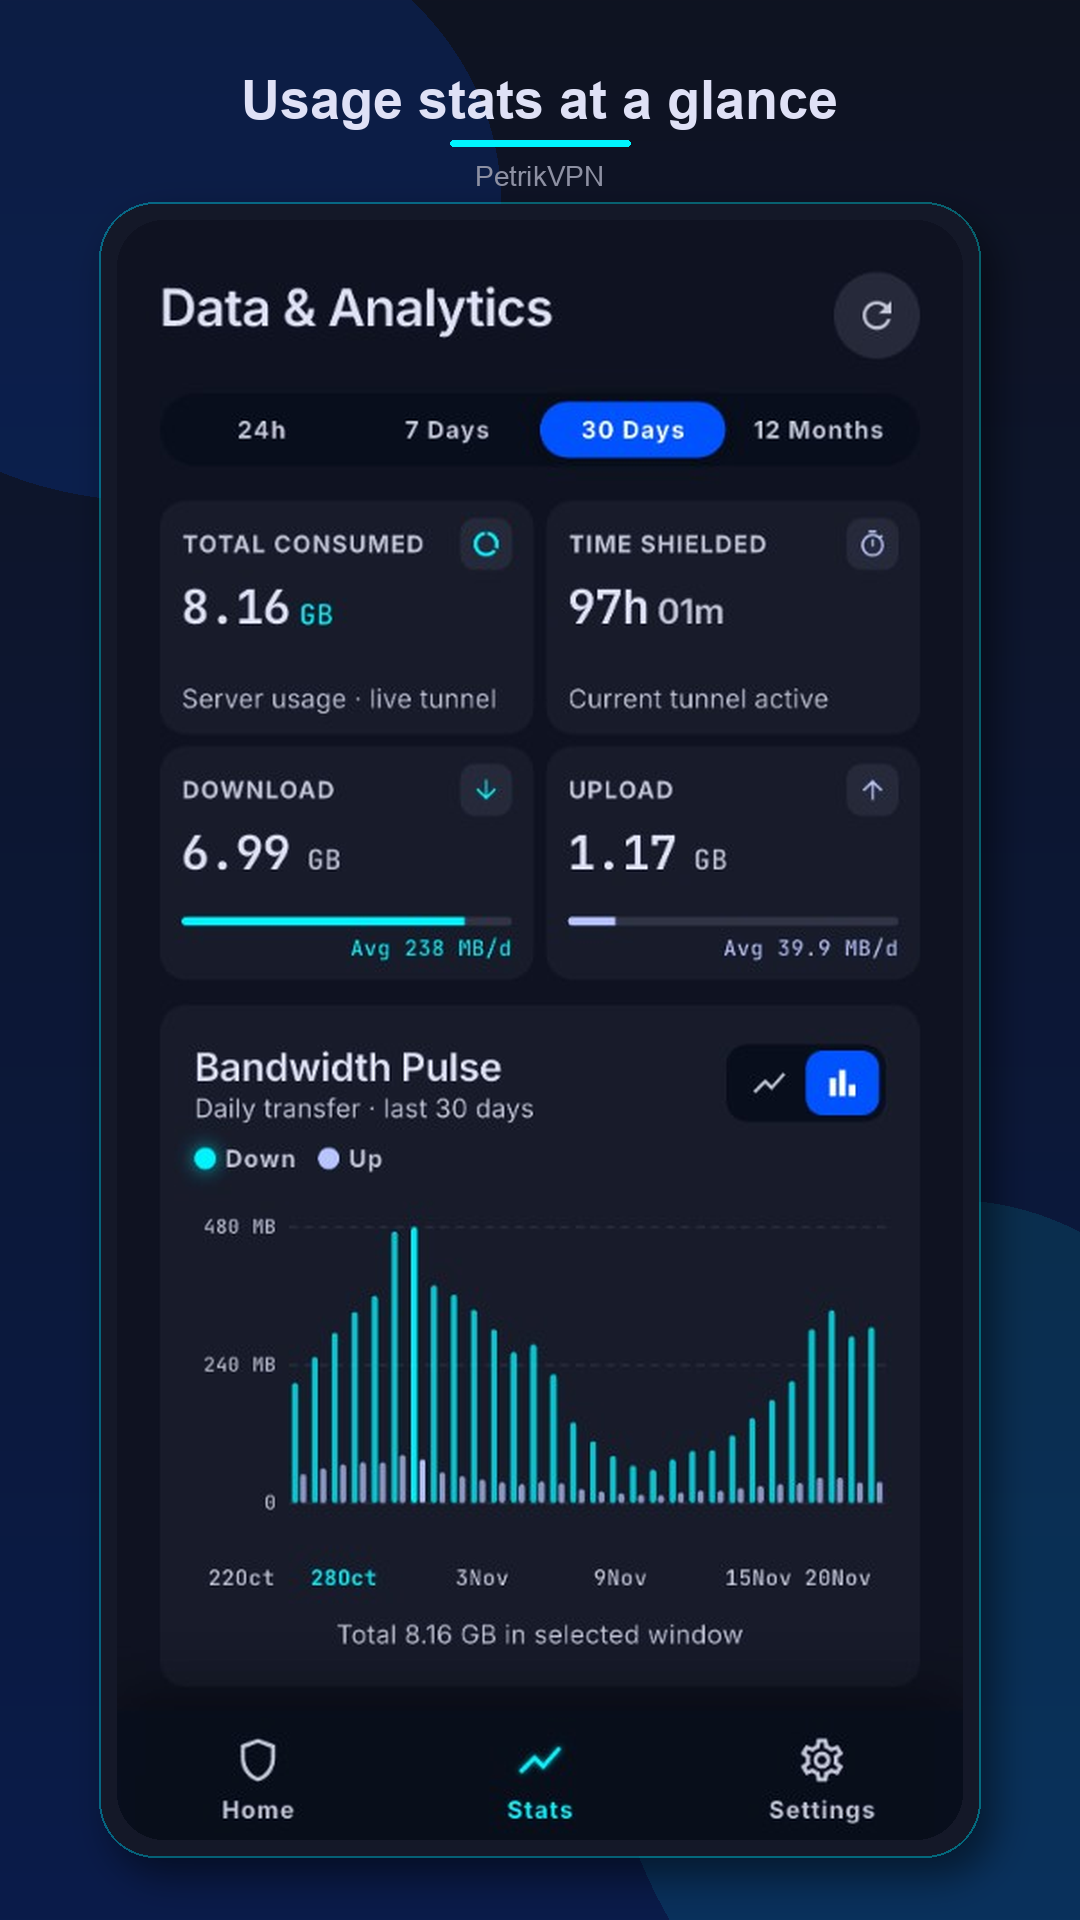 Usage stats at a glance
PetrikVPN
Data & Analytics
24h 7 Days 30 Days 12 Months
TOTAL CONSUMED
8.16 GB
Server usage · live tunnel
TIME SHIELDED
97h 01m
Current tunnel active
DOWNLOAD
6.99 GB
Avg 238 MB/d
UPLOAD
1.17 GB
Avg 39.9 MB/d
Bandwidth Pulse
Daily transfer · last 30 days
Down Up
480 MB
240 MB
0
22Oct 28Oct 3Nov 9Nov 15Nov 20Nov
Total 8.16 GB in selected window
Home Stats Settings